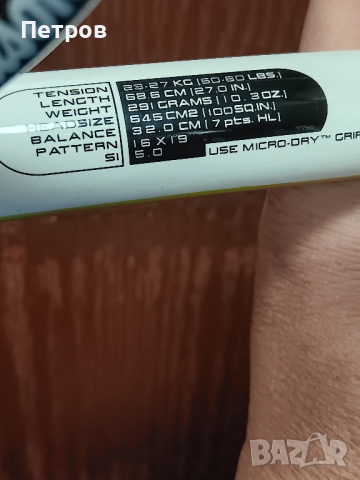 Петров
TENSION 23-27 KG [50-60 LBS.]
LENGTH 68.6 CM [27.0 IN.]
WEIGHT 291 GRAMS [10.3OZ.]
HEADSIZE 645 CM2 [100SQ.IN.]
BALANCE 32.0 CM [7 pts. HL]
PATTERN 16 X 19
SI 5.0 USE MICRO-DRY™ GRIP
BAZAR